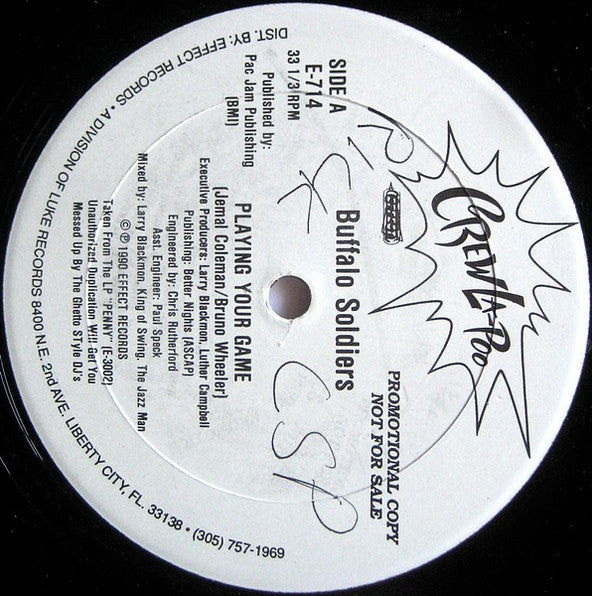 CREWLA-POO
EFFECT
PROMOTIONAL COPY
NOT FOR SALE
SIDE A
E-714
33 1/3 RPM
Published by:
Pac Jam Publishing
(BMI)
RICK
CSP
Buffalo Soldiers
PLAYING YOUR GAME
(Jemal Coleman/Bruno Wheeler)
Executive Producers: Larry Blackmon, Luther Campbell
Publishing: Better Nights (ASCAP)
Engineered by: Chris Rutherford
Asst. Engineer: Paul Speck
Mixed by: Larry Blackmon, King of Swing, The Jazz Man
© ℗ 1990 EFFECT RECORDS
Taken From The LP "PENNY" (E-3002)
Unauthorized Duplication Will Get You
Messed Up By The Ghetto STyle DJ's
DIST. BY: EFFECT RECORDS • A DIVISION OF LUKE RECORDS 8400 N.E. 2nd AVE. LIBERTY CITY, FL. 33138 • (305) 757-1969